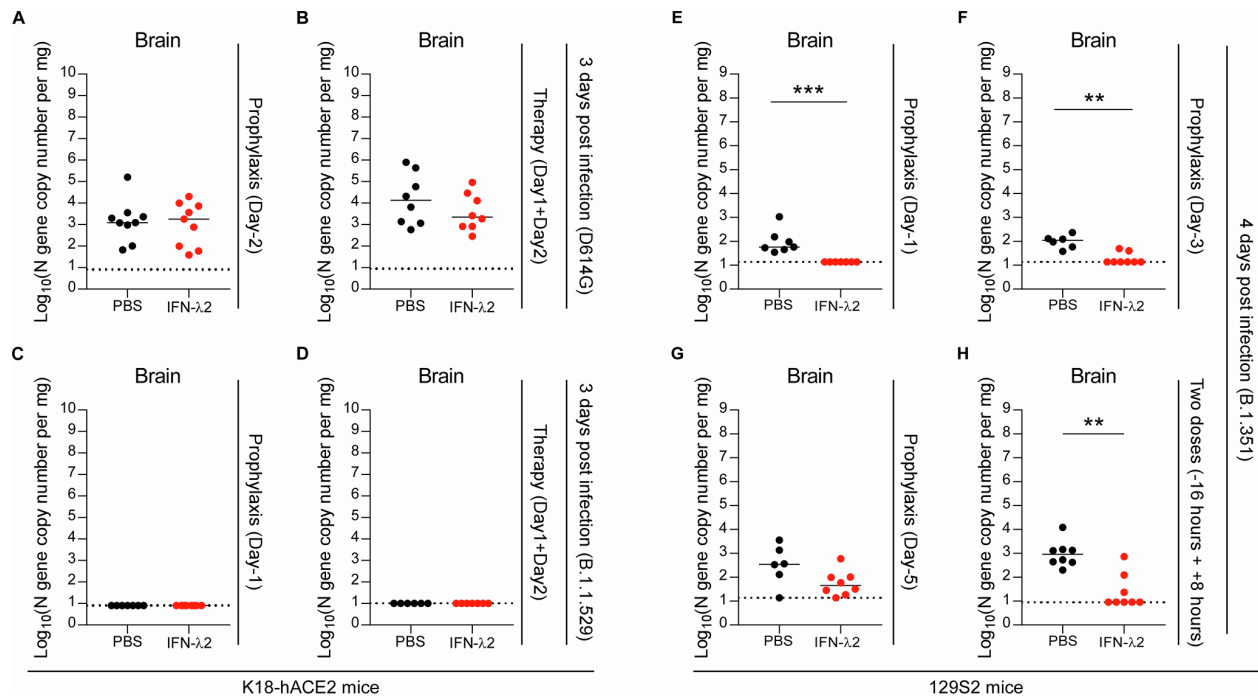 A
Brain
Log10(N gene copy number per mg)
10
9
8
7
6
5
4
3
2
1
0
PBS
IFN-λ2
Prophylaxis (Day-2)
B
Brain
Log10(N gene copy number per mg)
10
9
8
7
6
5
4
3
2
1
0
PBS
IFN-λ2
Therapy (Day1+Day2)
3 days post infection (D614G)
C
Brain
Log10(N gene copy number per mg)
10
9
8
7
6
5
4
3
2
1
0
PBS
IFN-λ2
Prophylaxis (Day-1)
D
Brain
Log10(N gene copy number per mg)
10
9
8
7
6
5
4
3
2
1
0
PBS
IFN-λ2
Therapy (Day1+Day2)
3 days post infection (B.1.1.529)
K18-hACE2 mice
E
Brain
Log10(N gene copy number per mg)
9
8
7
6
5
4
3
2
1
0
***
PBS
IFN-λ2
Prophylaxis (Day-1)
F
Brain
Log10(N gene copy number per mg)
9
8
7
6
5
4
3
2
1
0
**
PBS
IFN-λ2
Prophylaxis (Day-3)
G
Brain
Log10(N gene copy number per mg)
9
8
7
6
5
4
3
2
1
0
PBS
IFN-λ2
Prophylaxis (Day-5)
H
Brain
Log10(N gene copy number per mg)
9
8
7
6
5
4
3
2
1
0
**
PBS
IFN-λ2
Two doses (-16 hours + +8 hours)
4 days post infection (B.1.351)
129S2 mice